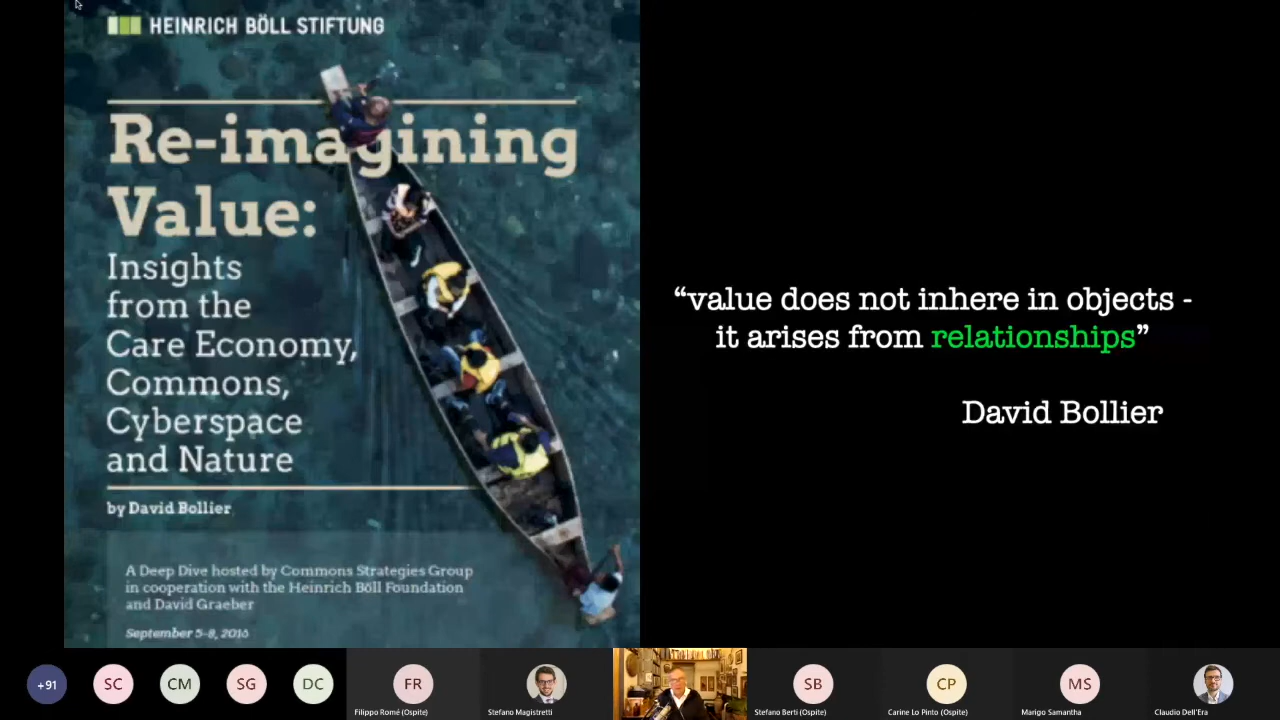 HEINRICH BÖLL STIFTUNG
Re-imagining
Value:
Insights
from the
Care Economy,
Commons,
Cyberspace
and Nature
by David Bollier
A Deep Dive hosted by Commons Strategies Group
in cooperation with the Heinrich Böll Foundation
and David Graeber
September 5-8, 2016
“value does not inhere in objects -
it arises from relationships”
David Bollier
+91
SC
CM
SG
DC
FR
Filippo Romé (Ospite)
Stefano Magistretti
SB
Stefano Berti (Ospite)
CP
Carine Lo Pinto (Ospite)
MS
Marigo Samantha
Claudio Dell'Era